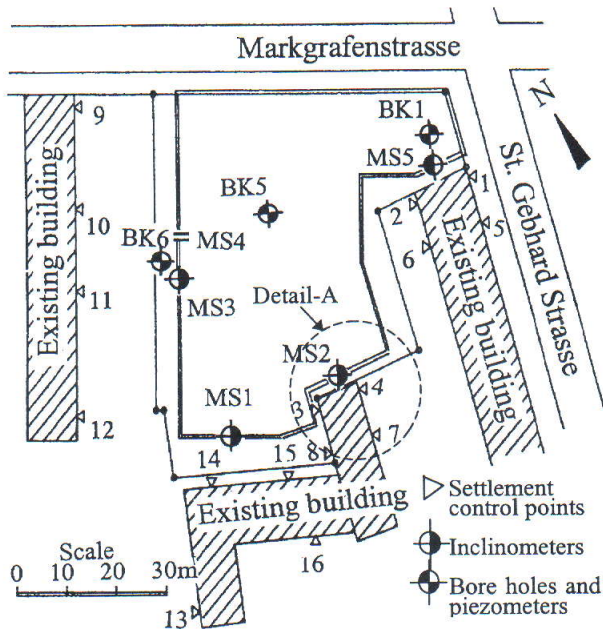 Markgrafenstrasse
N
St. Gebhard Strasse
BK1
MS5
1
2
5
6
Existing building
9
10
11
12
Existing building
BK5
BK6
MS4
MS3
Detail-A
MS2
3
4
7
8
MS1
14
15
Existing building
16
13
Scale
0 10 20 30m
Settlement
control points
Inclinometers
Bore holes and
piezometers